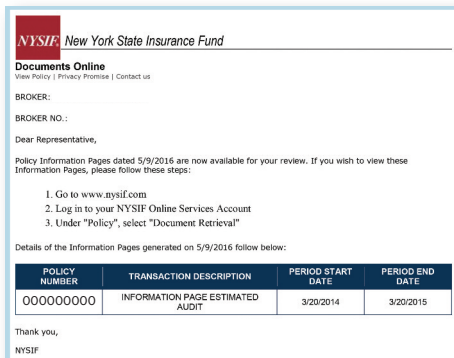 NYSIF New York State Insurance Fund
Documents Online
View Policy | Privacy Promise | Contact us
BROKER:
BROKER NO.:
Dear Representative,
Policy Information Pages dated 5/9/2016 are now available for your review. If you wish to view these
Information Pages, please follow these steps:
1. Go to www.nysif.com
2. Log in to your NYSIF Online Services Account
3. Under "Policy", select "Document Retrieval"
Details of the Information Pages generated on 5/9/2016 follow below:
POLICY NUMBER TRANSACTION DESCRIPTION PERIOD START DATE PERIOD END DATE
000000000 INFORMATION PAGE ESTIMATED AUDIT 3/20/2014 3/20/2015
Thank you,
NYSIF